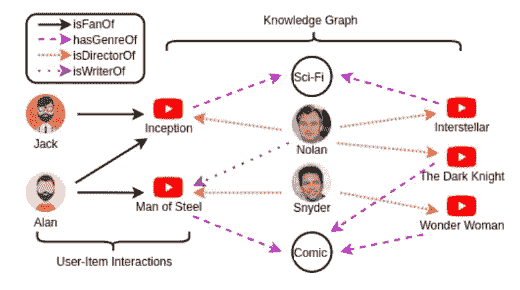 isFanOf
hasGenreOf
isDirectorOf
isWriterOf
Knowledge Graph
Sci-Fi
Jack
Inception
Nolan
Interstellar
The Dark Knight
Alan
Man of Steel
Snyder
Wonder Woman
User-Item Interactions
Comic